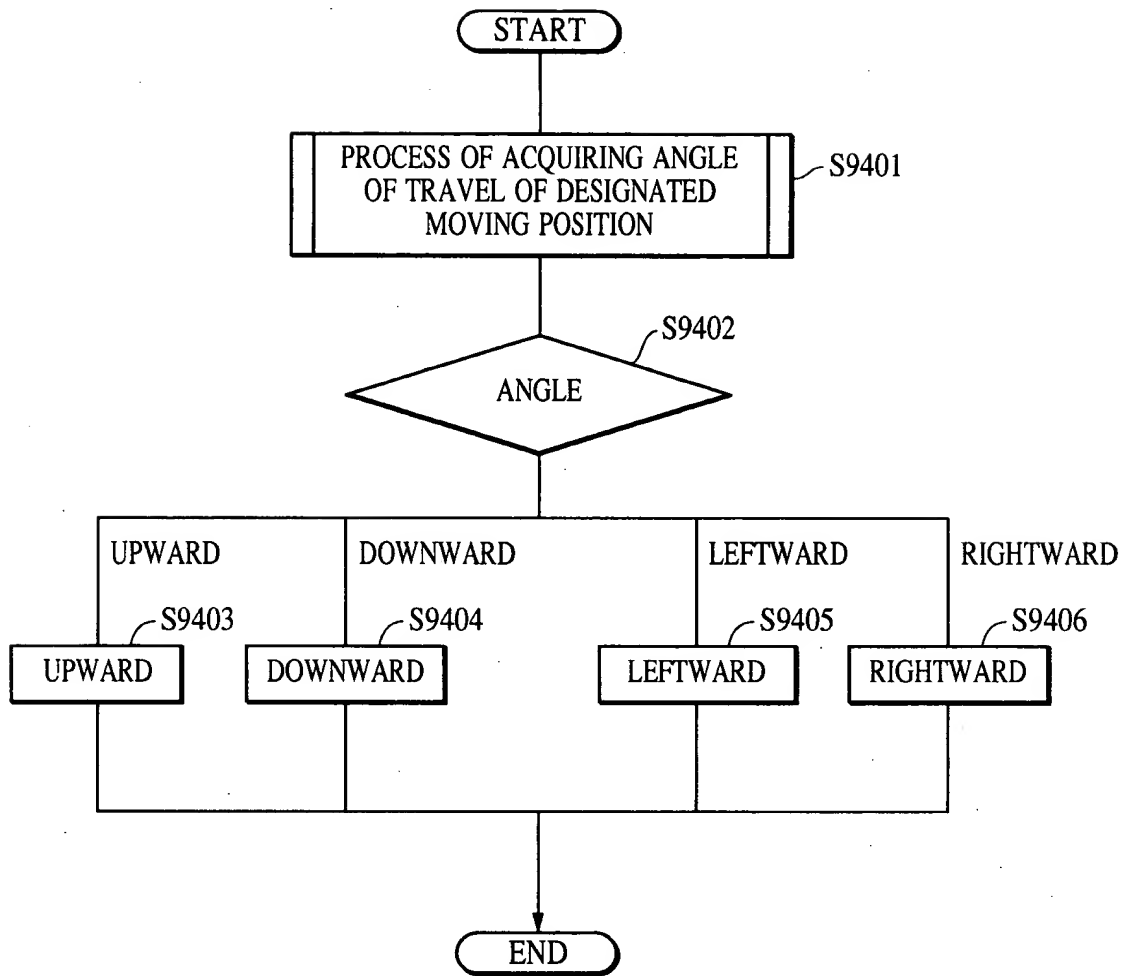 START
PROCESS OF ACQUIRING ANGLE
OF TRAVEL OF DESIGNATED
MOVING POSITION
S9401
S9402
ANGLE
UPWARD
DOWNWARD
LEFTWARD
RIGHTWARD
S9403
S9404
S9405
S9406
UPWARD
DOWNWARD
LEFTWARD
RIGHTWARD
END